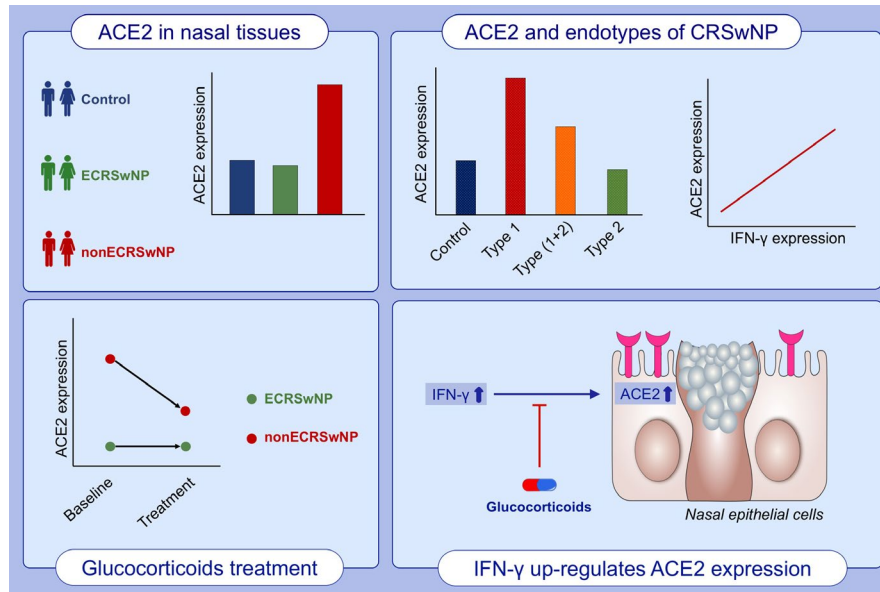 ACE2 in nasal tissues
Control
ECRSwNP
nonECRSwNP
ACE2 expression
ACE2 and endotypes of CRSwNP
ACE2 expression
Control
Type 1
Type (1+2)
Type 2
ACE2 expression
IFN-γ expression
ACE2 expression
Baseline
Treatment
ECRSwNP
nonECRSwNP
Glucocorticoids treatment
IFN-γ
ACE2
Glucocorticoids
Nasal epithelial cells
IFN-γ up-regulates ACE2 expression